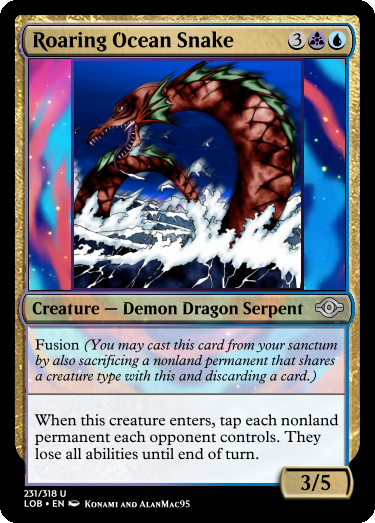 Roaring Ocean Snake 3
Creature — Demon Dragon Serpent
Fusion (You may cast this card from your sanctum
by also sacrificing a nonland permanent that shares
a creature type with this and discarding a card.)
When this creature enters, tap each nonland
permanent each opponent controls. They
lose all abilities until end of turn.
3/5
231/318 U
LOB • EN Konami and AlanMac95